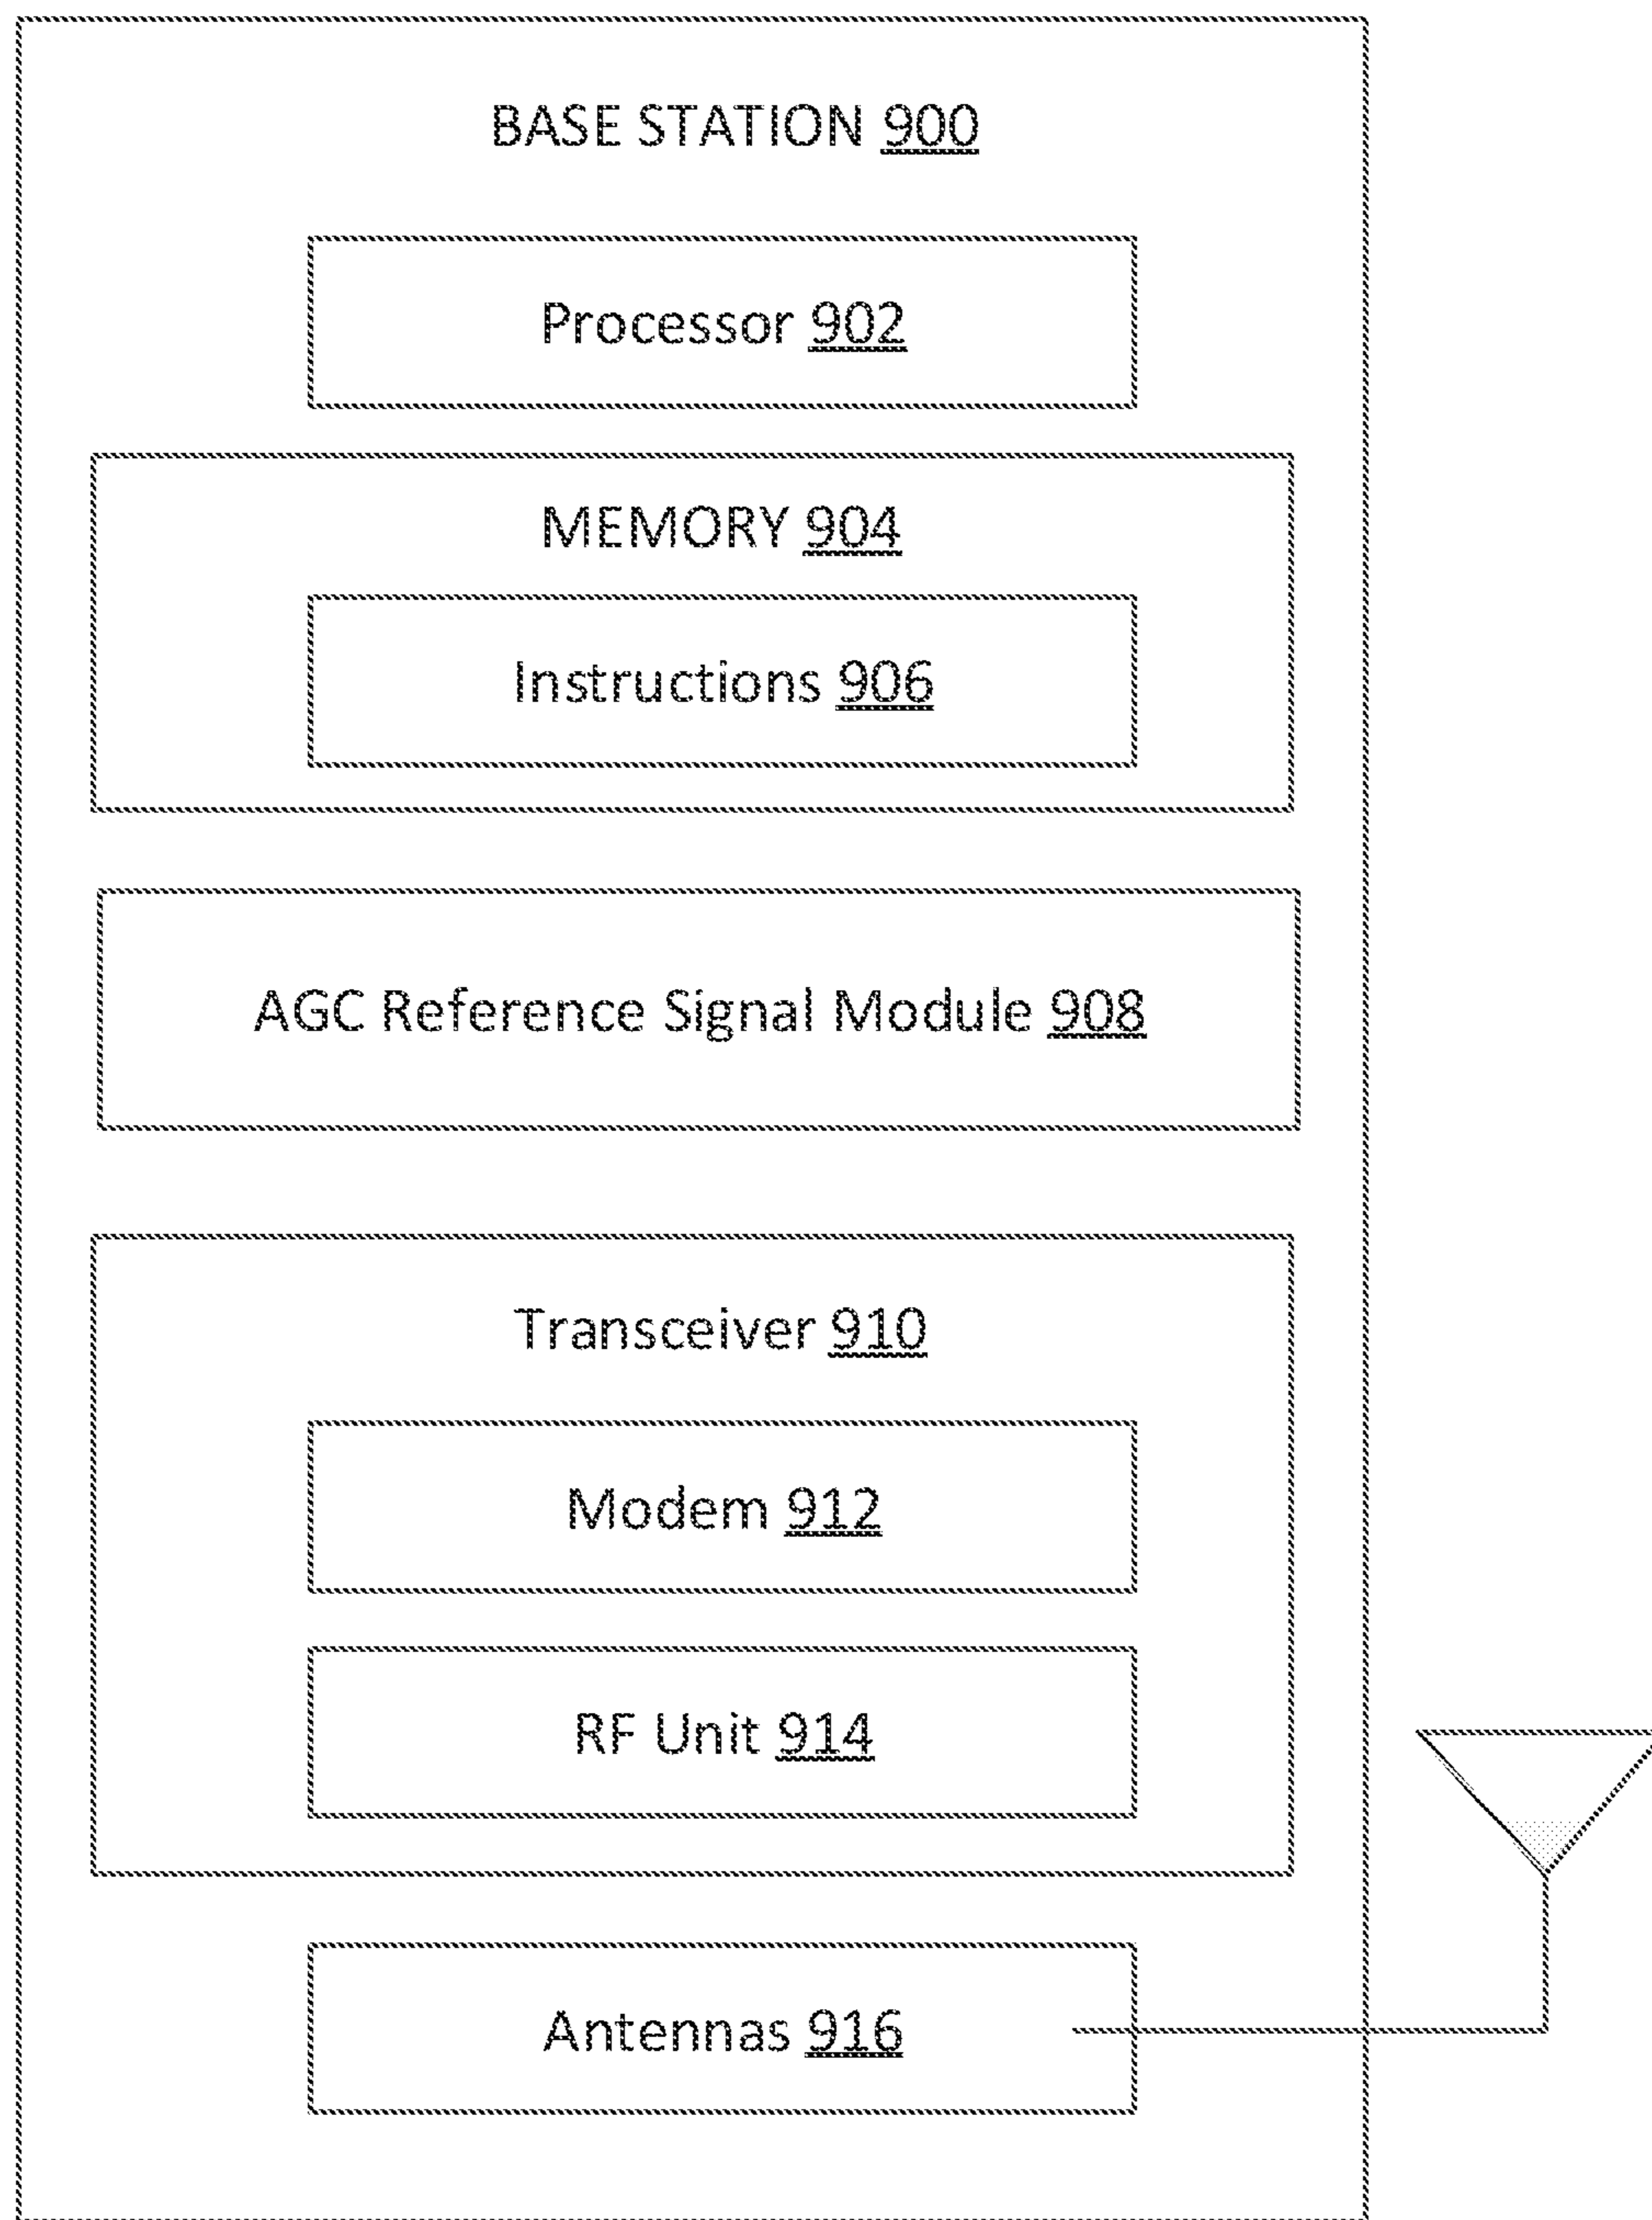 BASE STATION 900
Processor 902
MEMORY 904
Instructions 906
AGC Reference Signal Module 908
Transceiver 910
Modem 912
RF Unit 914
Antennas 916